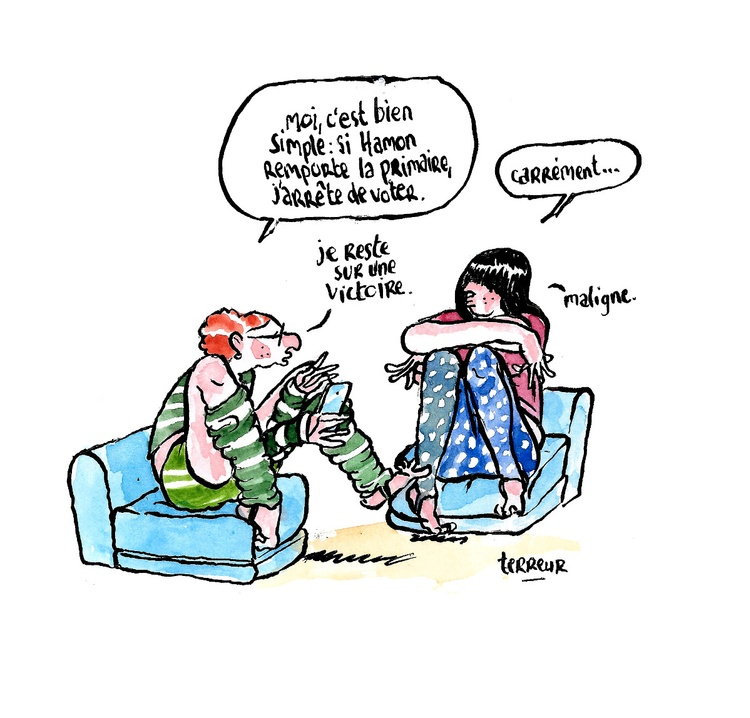 Moi, c'est bien
simple : si Hamon
remporte la primaire,
j'arrête de voter.
carrément...
je reste
sur une
victoire.
maligne.
terreur